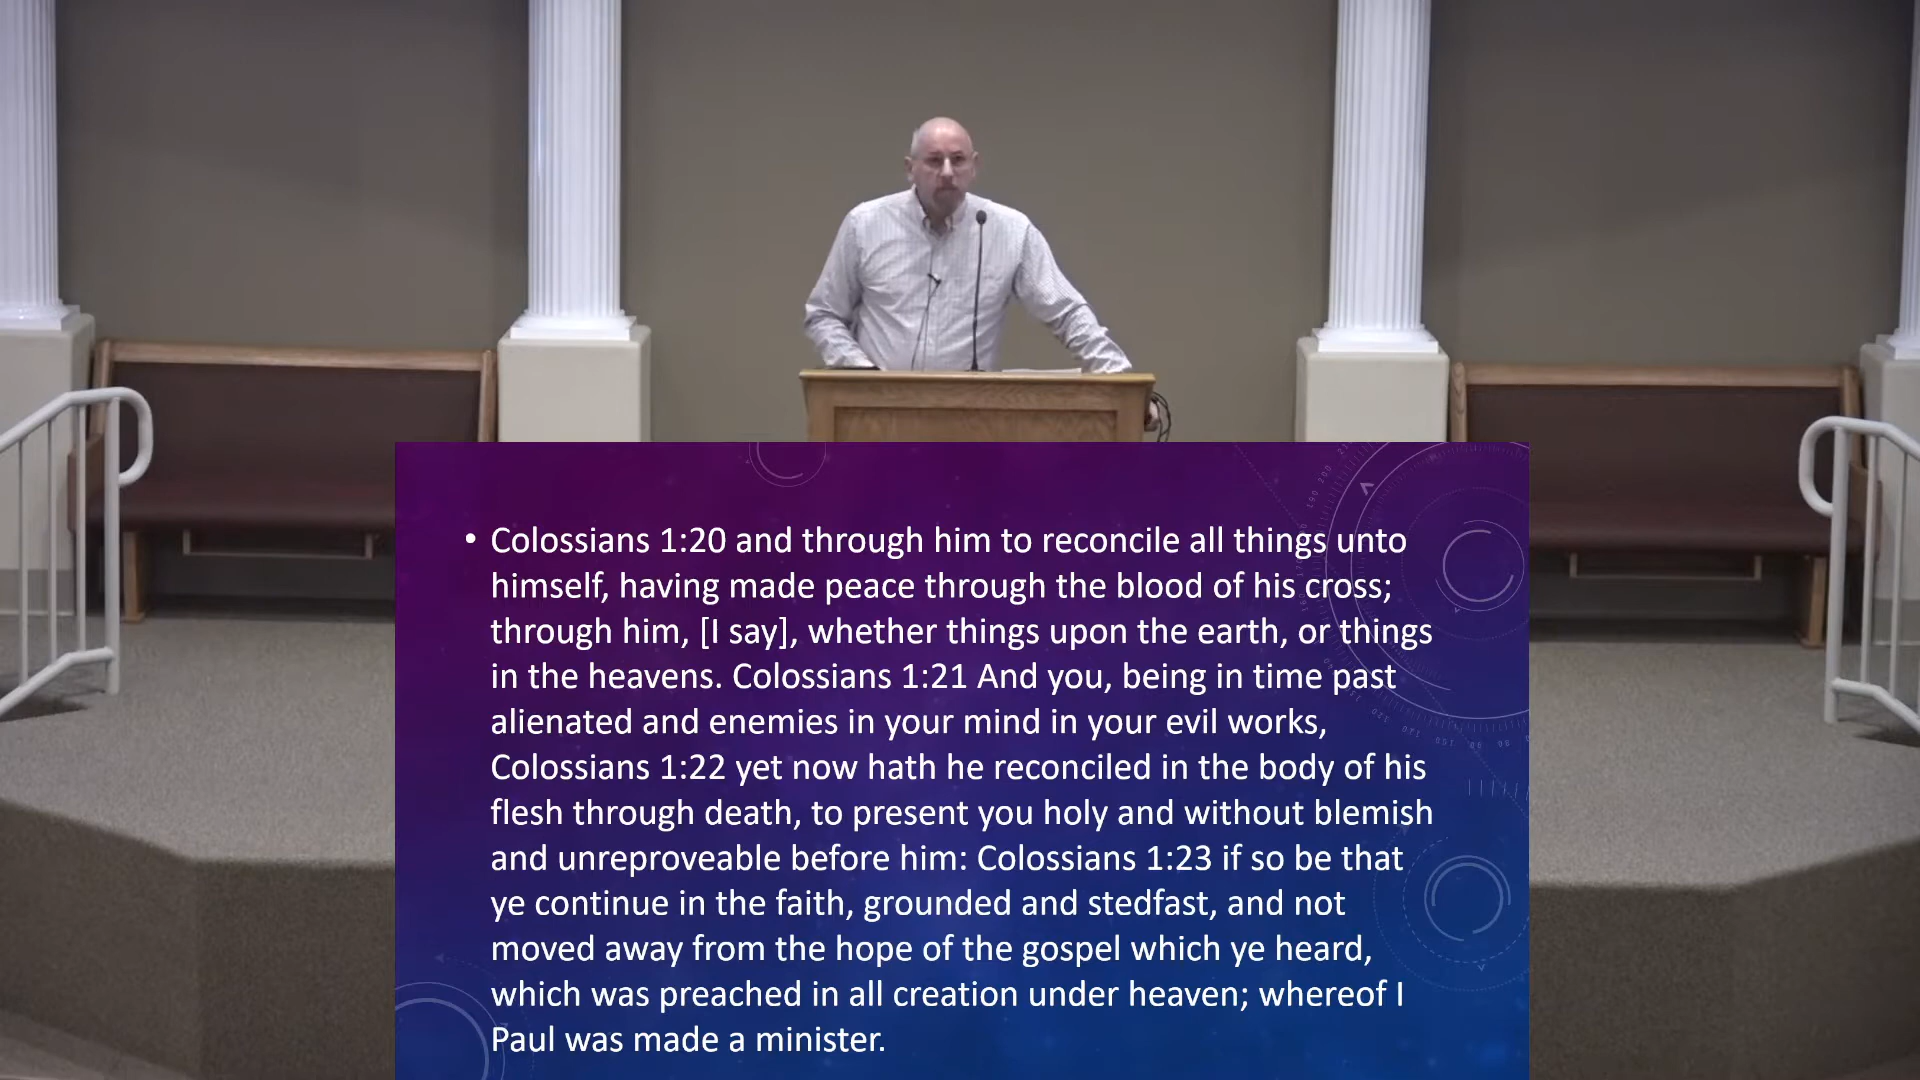 • Colossians 1:20 and through him to reconcile all things unto
himself, having made peace through the blood of his cross;
through him, [I say], whether things upon the earth, or things
in the heavens. Colossians 1:21 And you, being in time past
alienated and enemies in your mind in your evil works,
Colossians 1:22 yet now hath he reconciled in the body of his
flesh through death, to present you holy and without blemish
and unreproveable before him: Colossians 1:23 if so be that
ye continue in the faith, grounded and stedfast, and not
moved away from the hope of the gospel which ye heard,
which was preached in all creation under heaven; whereof I
Paul was made a minister.